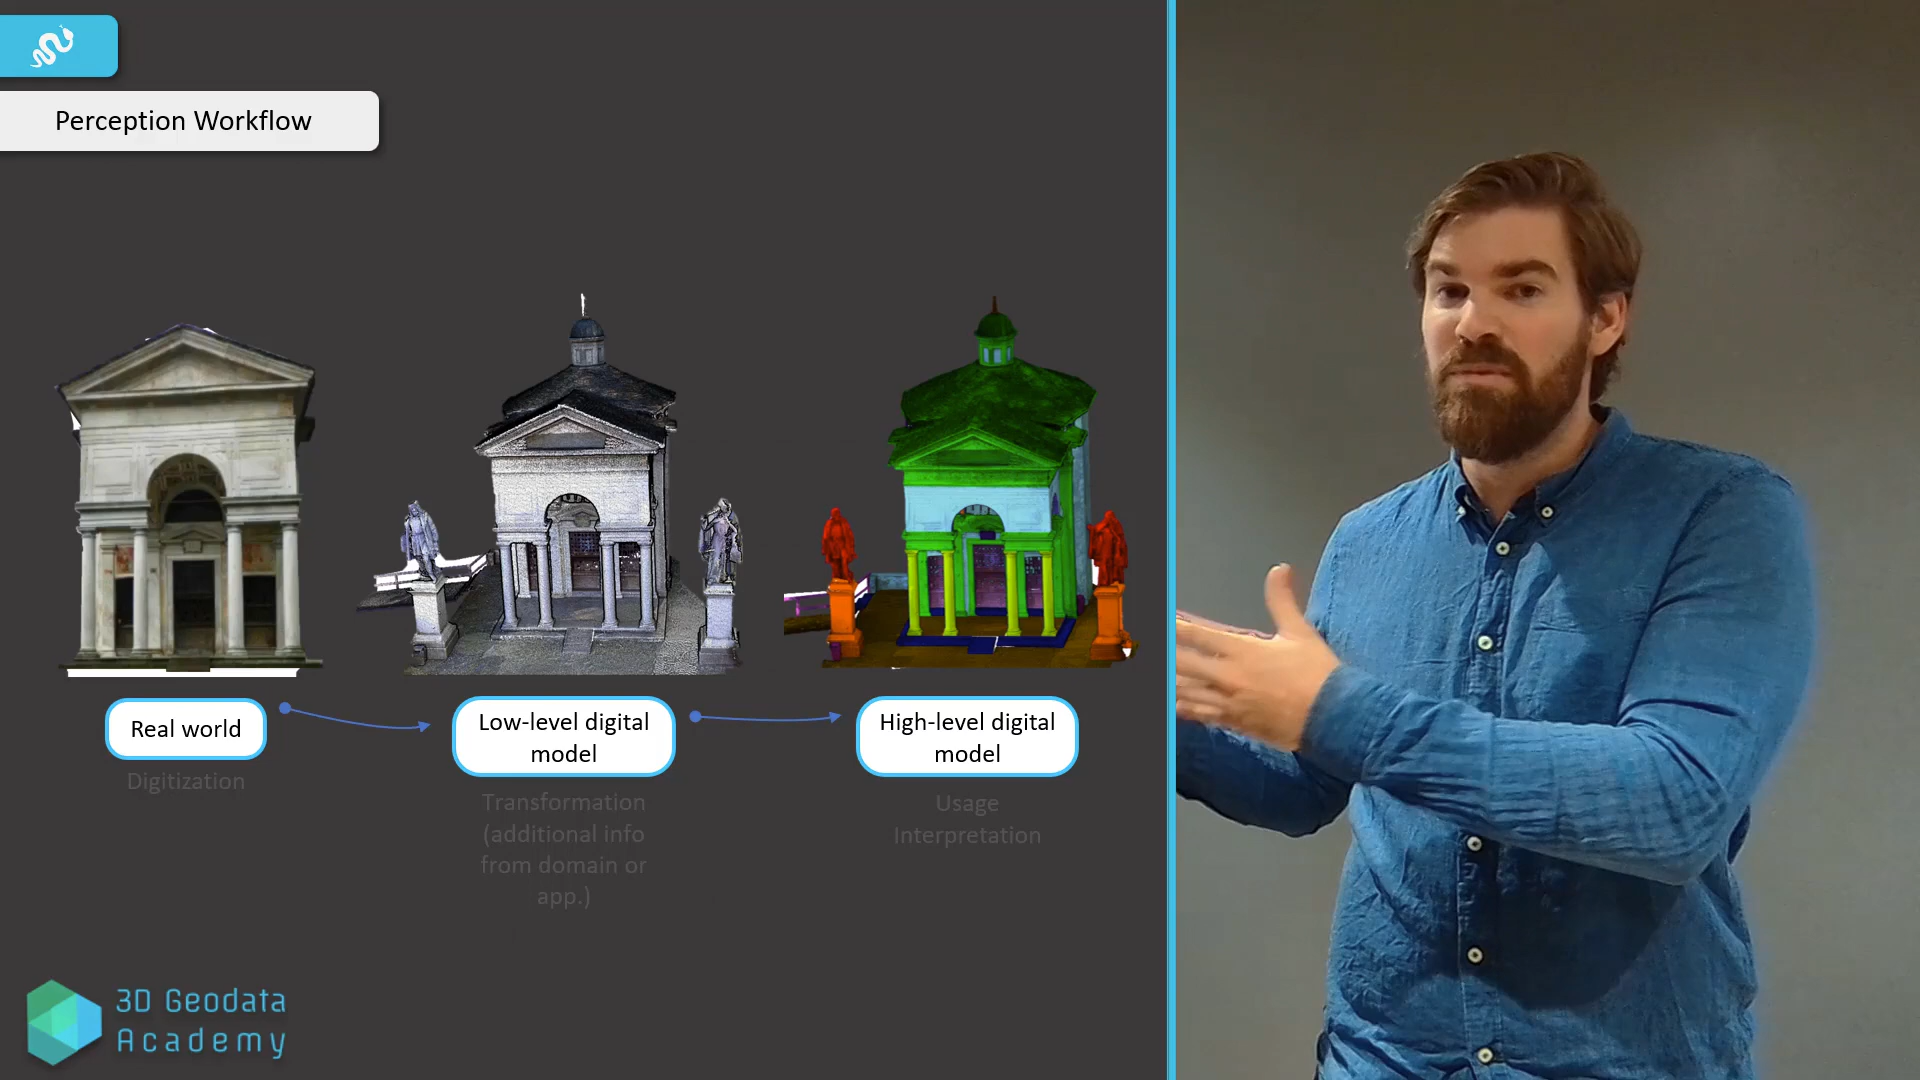 Perception Workflow
Real world
Digitization
Low-level digital
model
Transformation
(additional info
from domain or
app.)
High-level digital
model
Usage
Interpretation
3D Geodata
Academy